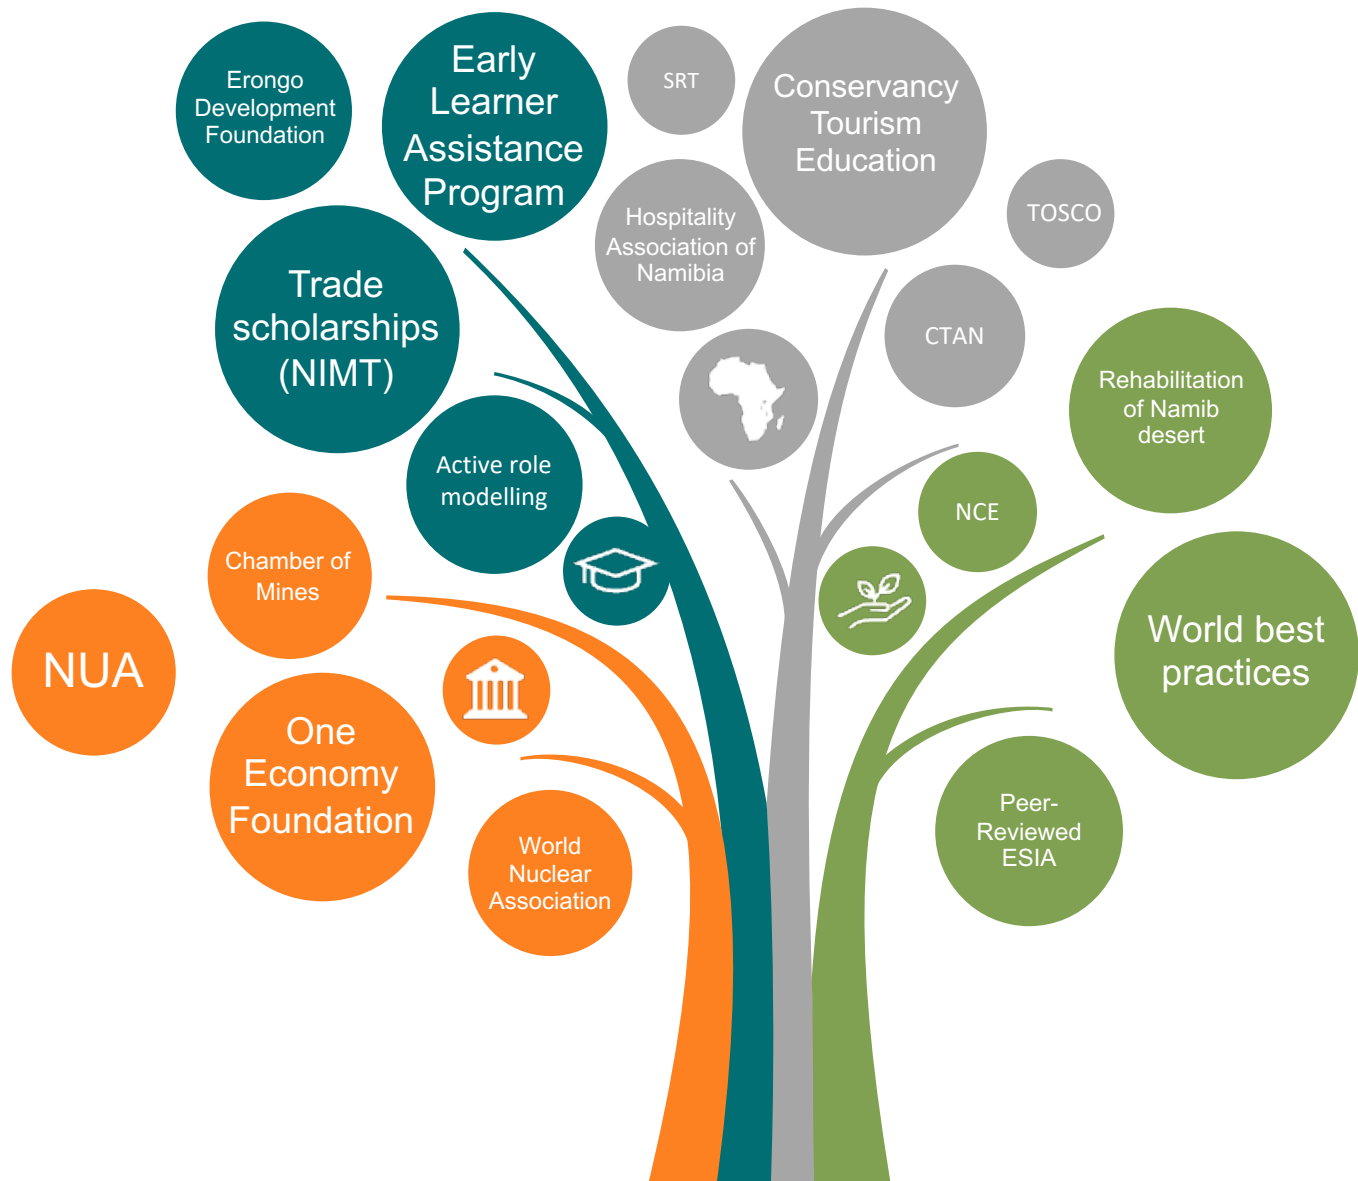 Erongo
Development
Foundation
Early
Learner
Assistance
Program
SRT
Conservancy
Tourism
Education
TOSCO
Hospitality
Association of
Namibia
Trade
scholarships
(NIMT)
CTAN
Rehabilitation
of Namib
desert
Active role
modelling
NCE
Chamber of
Mines
NUA
World best
practices
One
Economy
Foundation
World
Nuclear
Association
Peer-
Reviewed
ESIA